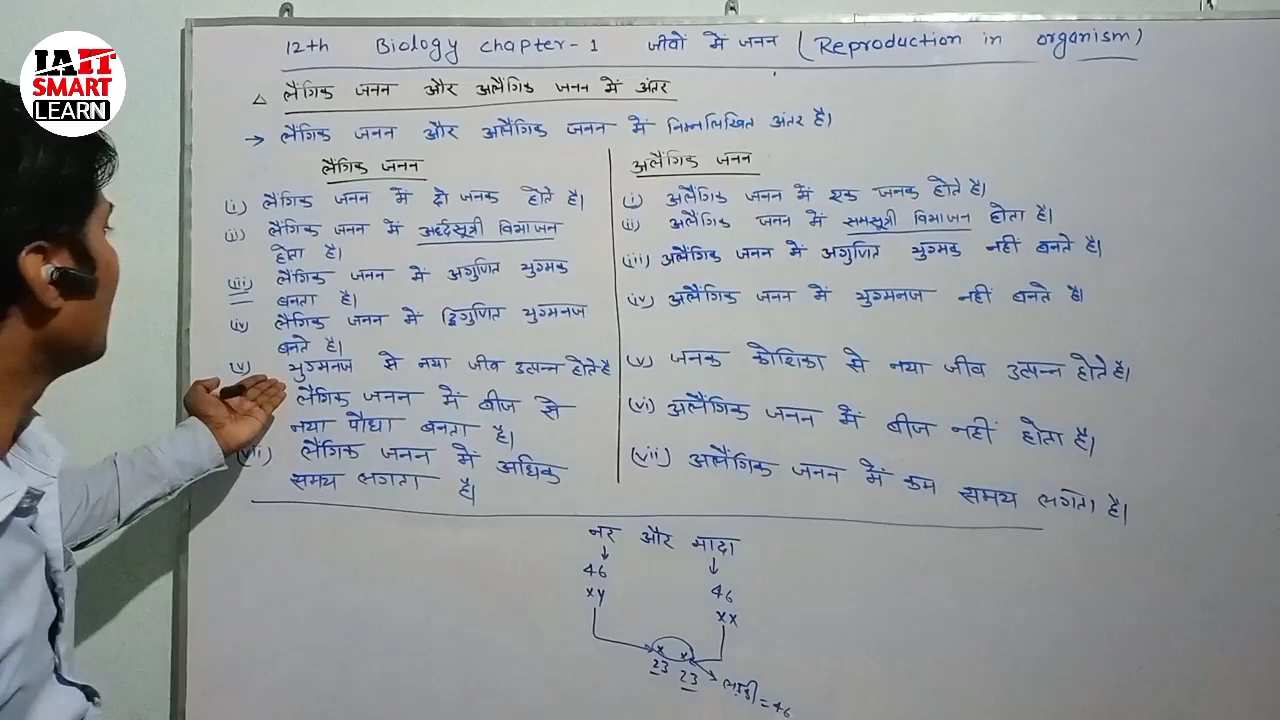 IAIT
SMART
LEARN
12th Biology chapter-1 जीवों में जनन (Reproduction in organism)
△ लैंगिक जनन और अलैंगिक जनन में अंतर
→ लैंगिक जनन और अलैंगिक जनन में निम्नलिखित अंतर है।
लैंगिक जनन
(i) लैंगिक जनन में दो जनक होते है।
(ii) लैंगिक जनन में अर्द्धसूत्री विभाजन
होता है।
(iii) लैंगिक जनन में अगुणित युग्मक
बनता है।
(iv) लैंगिक जनन में द्विगुणित युग्मनज
बनते है।
(v) युग्मनज से नया जीव उत्पन्न होते है
लैंगिक जनन में बीज से
नया पौधा बनता है।
(vii) लैंगिक जनन में अधिक
समय लगता है।
अलैंगिक जनन
(i) अलैंगिक जनन में एक जनक होते है।
(ii) अलैंगिक जनन में समसूत्री विभाजन होता है।
(iii) अलैंगिक जनन में अगुणित युग्मक नहीं बनते है।
(iv) अलैंगिक जनन में युग्मनज नहीं बनते है।
(v) जनक कोशिका से नया जीव उत्पन्न होते है।
(vi) अलैंगिक जनन में बीज नहीं होता है।
(vii) अलैंगिक जनन में कम समय लगता है।
नर और मादा
↓ ↓
46 46
xy xx
x x
23 23
लड़की = 46